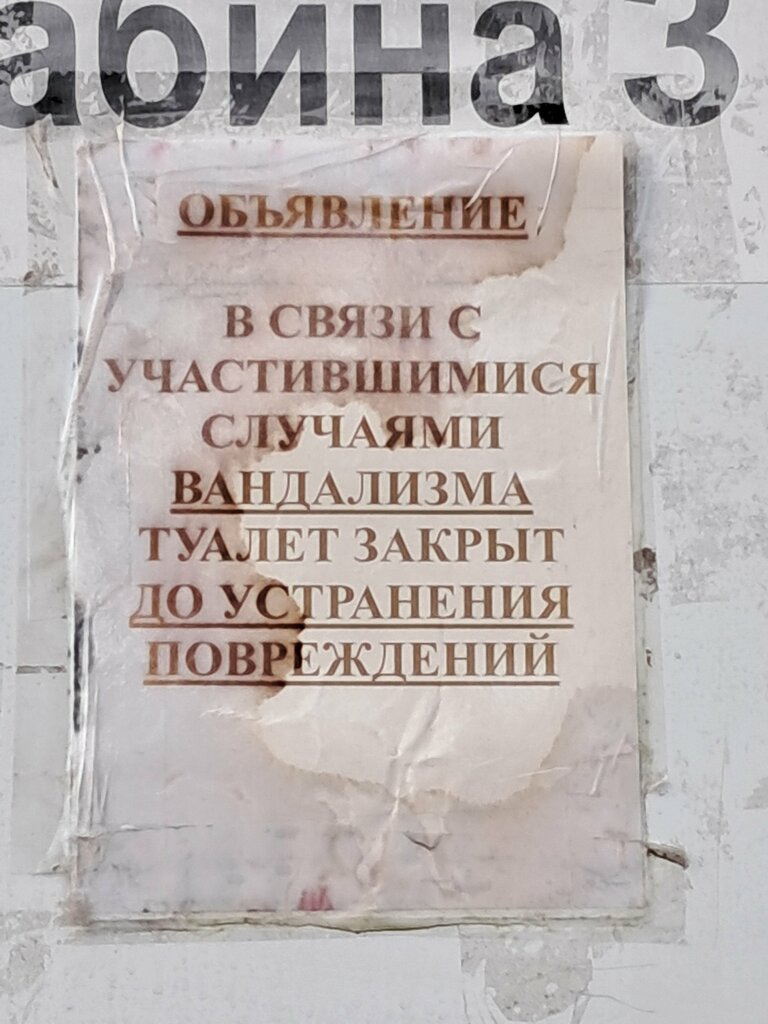 абина 3
ОБЪЯВЛЕНИЕ
В СВЯЗИ С
УЧАСТИВШИМИСЯ
СЛУЧАЯМИ
ВАНДАЛИЗМА
ТУАЛЕТ ЗАКРЫТ
ДО УСТРАНЕНИЯ
ПОВРЕЖДЕНИЙ